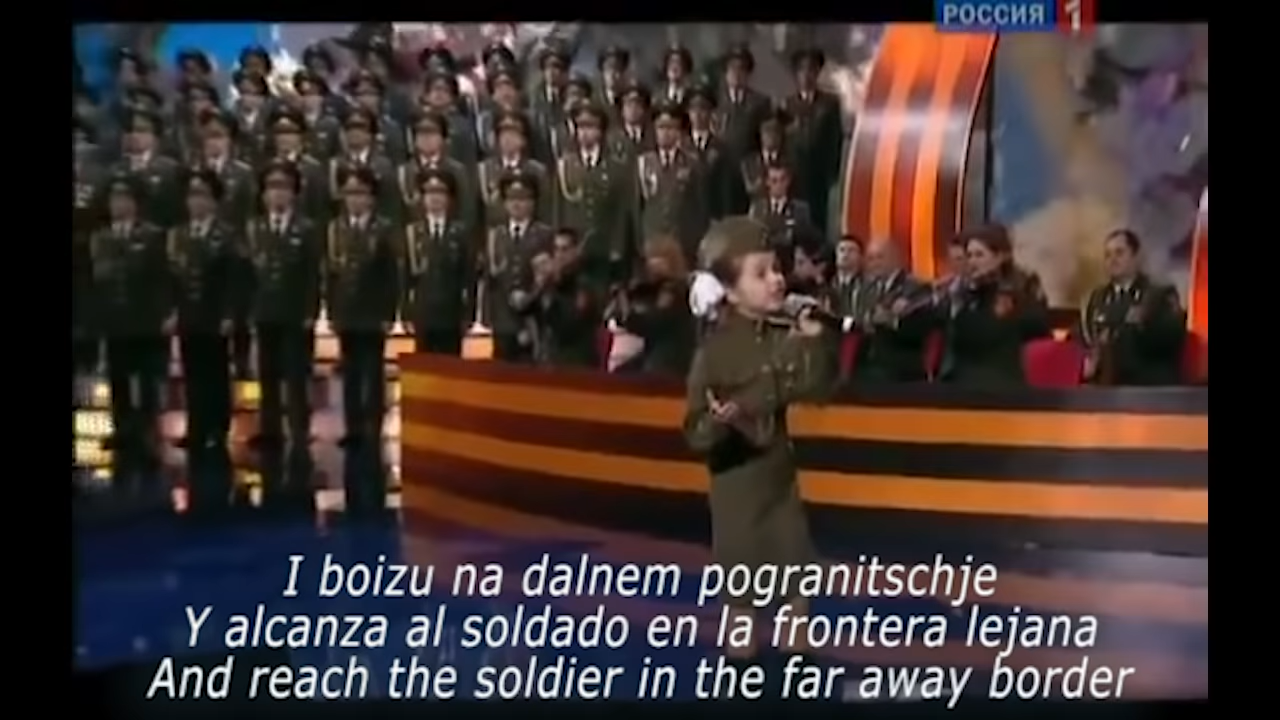 РОССИЯ 1
I boizu na dalnem pogranitschje
Y alcanza al soldado en la frontera lejana
And reach the soldier in the far away border